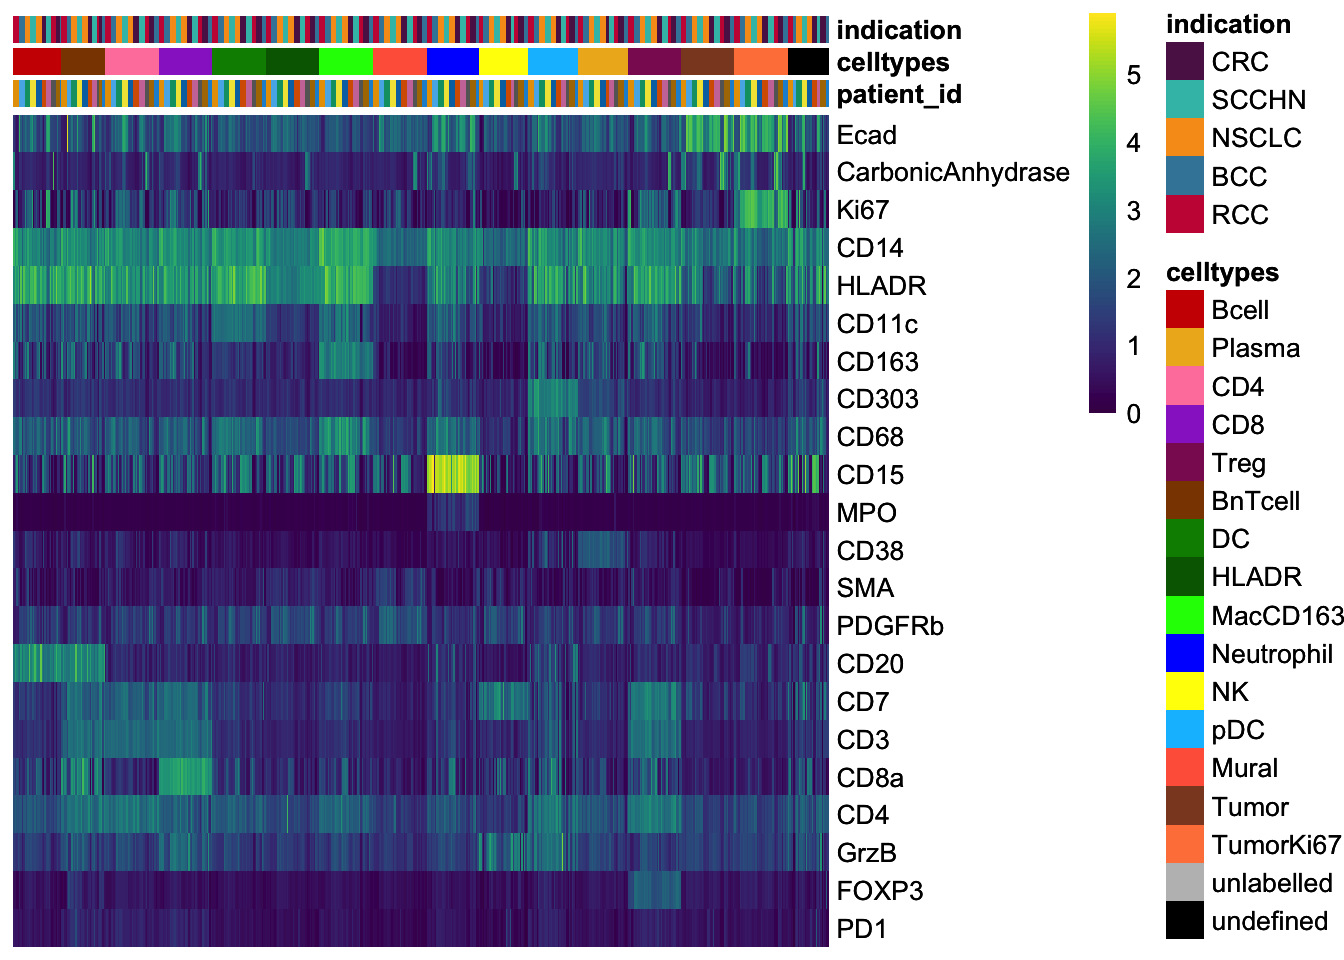 indication
celltypes
patient_id
Ecad
CarbonicAnhydrase
Ki67
CD14
HLADR
CD11c
CD163
CD303
CD68
CD15
MPO
CD38
SMA
PDGFRb
CD20
CD7
CD3
CD8a
CD4
GrzB
FOXP3
PD1
5
4
3
2
1
0
indication
CRC
SCCHN
NSCLC
BCC
RCC
celltypes
Bcell
Plasma
CD4
CD8
Treg
BnTcell
DC
HLADR
MacCD163
Neutrophil
NK
pDC
Mural
Tumor
TumorKi67
unlabelled
undefined